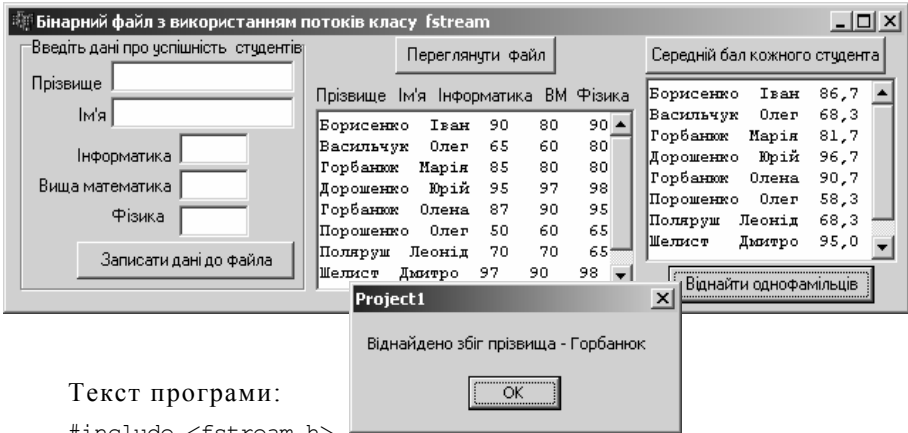 Бінарний файл з використанням потоків класу fstream
Введіть дані про успішність студентів
Прізвище
Ім'я
Інформатика
Вища математика
Фізика
Записати дані до файла
Переглянути файл
Прізвище Ім'я Інформатика ВМ Фізика
Борисенко Іван 90 80 90
Васильчук Олег 65 60 80
Горбанюк Марія 85 80 80
Дорошенко Юрій 95 97 98
Горбанюк Олена 87 90 95
Порошенко Олег 50 60 65
Поляруш Леонід 70 70 65
Шелист Дмитро 97 90 98
Середній бал кожного студента
Борисенко Іван 86,7
Васильчук Олег 68,3
Горбанюк Марія 81,7
Дорошенко Юрій 96,7
Горбанюк Олена 90,7
Порошенко Олег 58,3
Поляруш Леонід 68,3
Шелист Дмитро 95,0
Віднайти однофамільців
Project1
Віднайдено збіг прізвища - Горбанюк
OK
Текст програми:
#include <fstream.h>